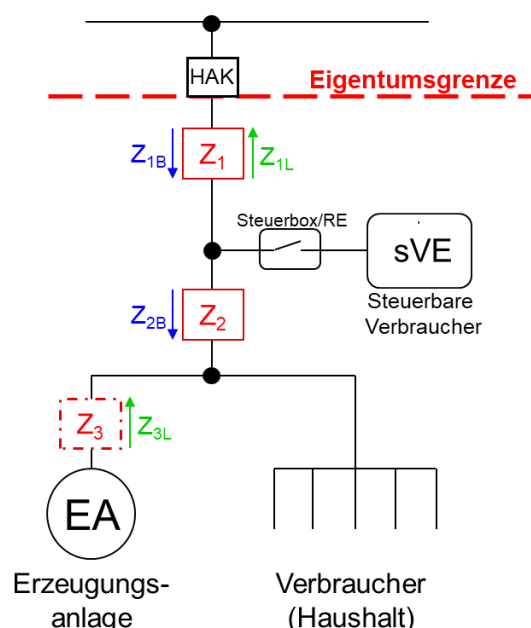 HAK
Eigentumsgrenze
Z1B
Z1
Z1L
Steuerbox/RE
sVE
Steuerbare
Verbraucher
Z2B
Z2
Z3
Z3L
EA
Erzeugungs-
anlage
Verbraucher
(Haushalt)